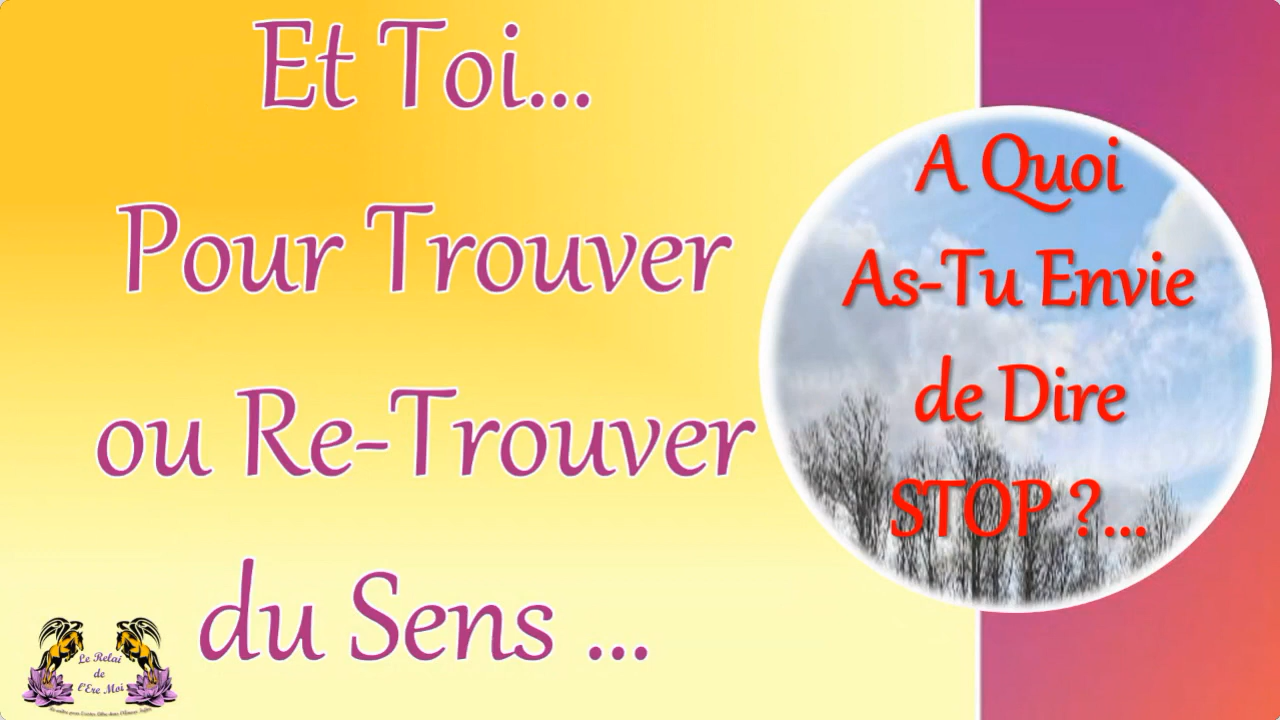 Et Toi...
Pour Trouver
ou Re-Trouver
du Sens ...
A Quoi
As-Tu Envie
de Dire
STOP ?...
Le Relai
de
l'Ere Moi